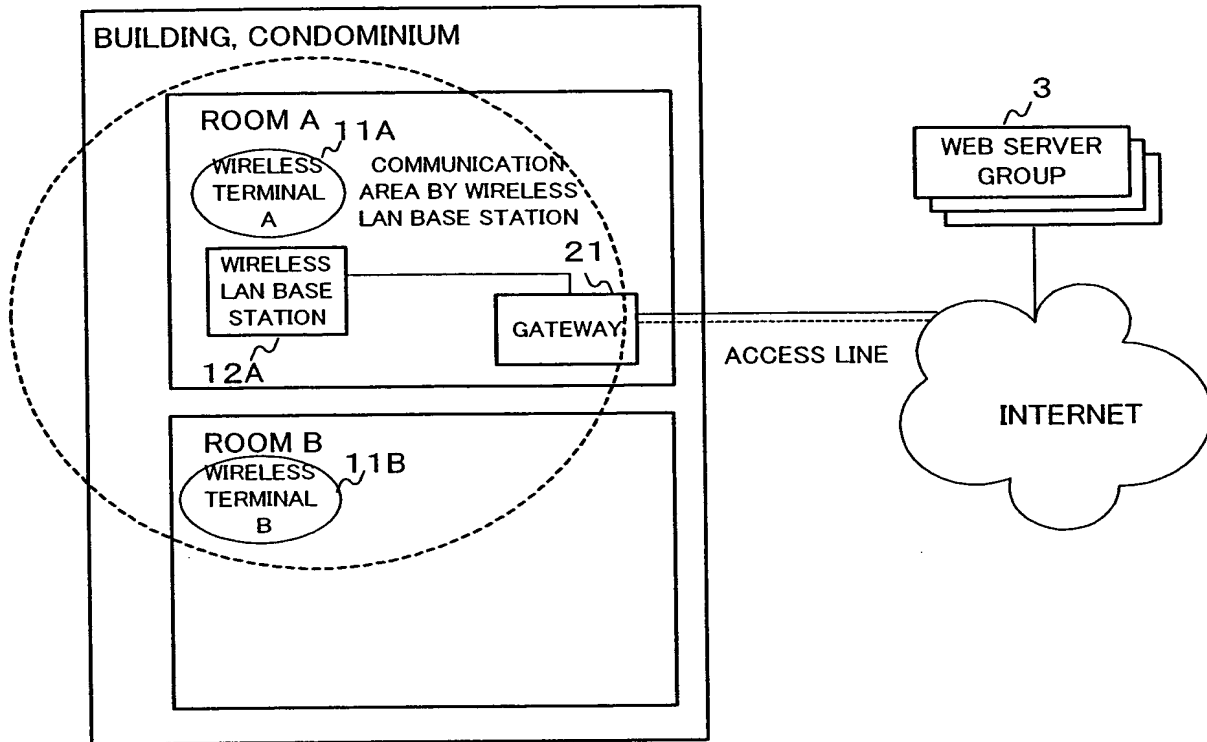 BUILDING, CONDOMINIUM
ROOM A
11A
WIRELESS
TERMINAL
A
COMMUNICATION
AREA BY WIRELESS
LAN BASE STATION
WIRELESS
LAN BASE
STATION
12A
21
GATEWAY
ACCESS LINE
3
WEB SERVER
GROUP
INTERNET
ROOM B
11B
WIRELESS
TERMINAL
B